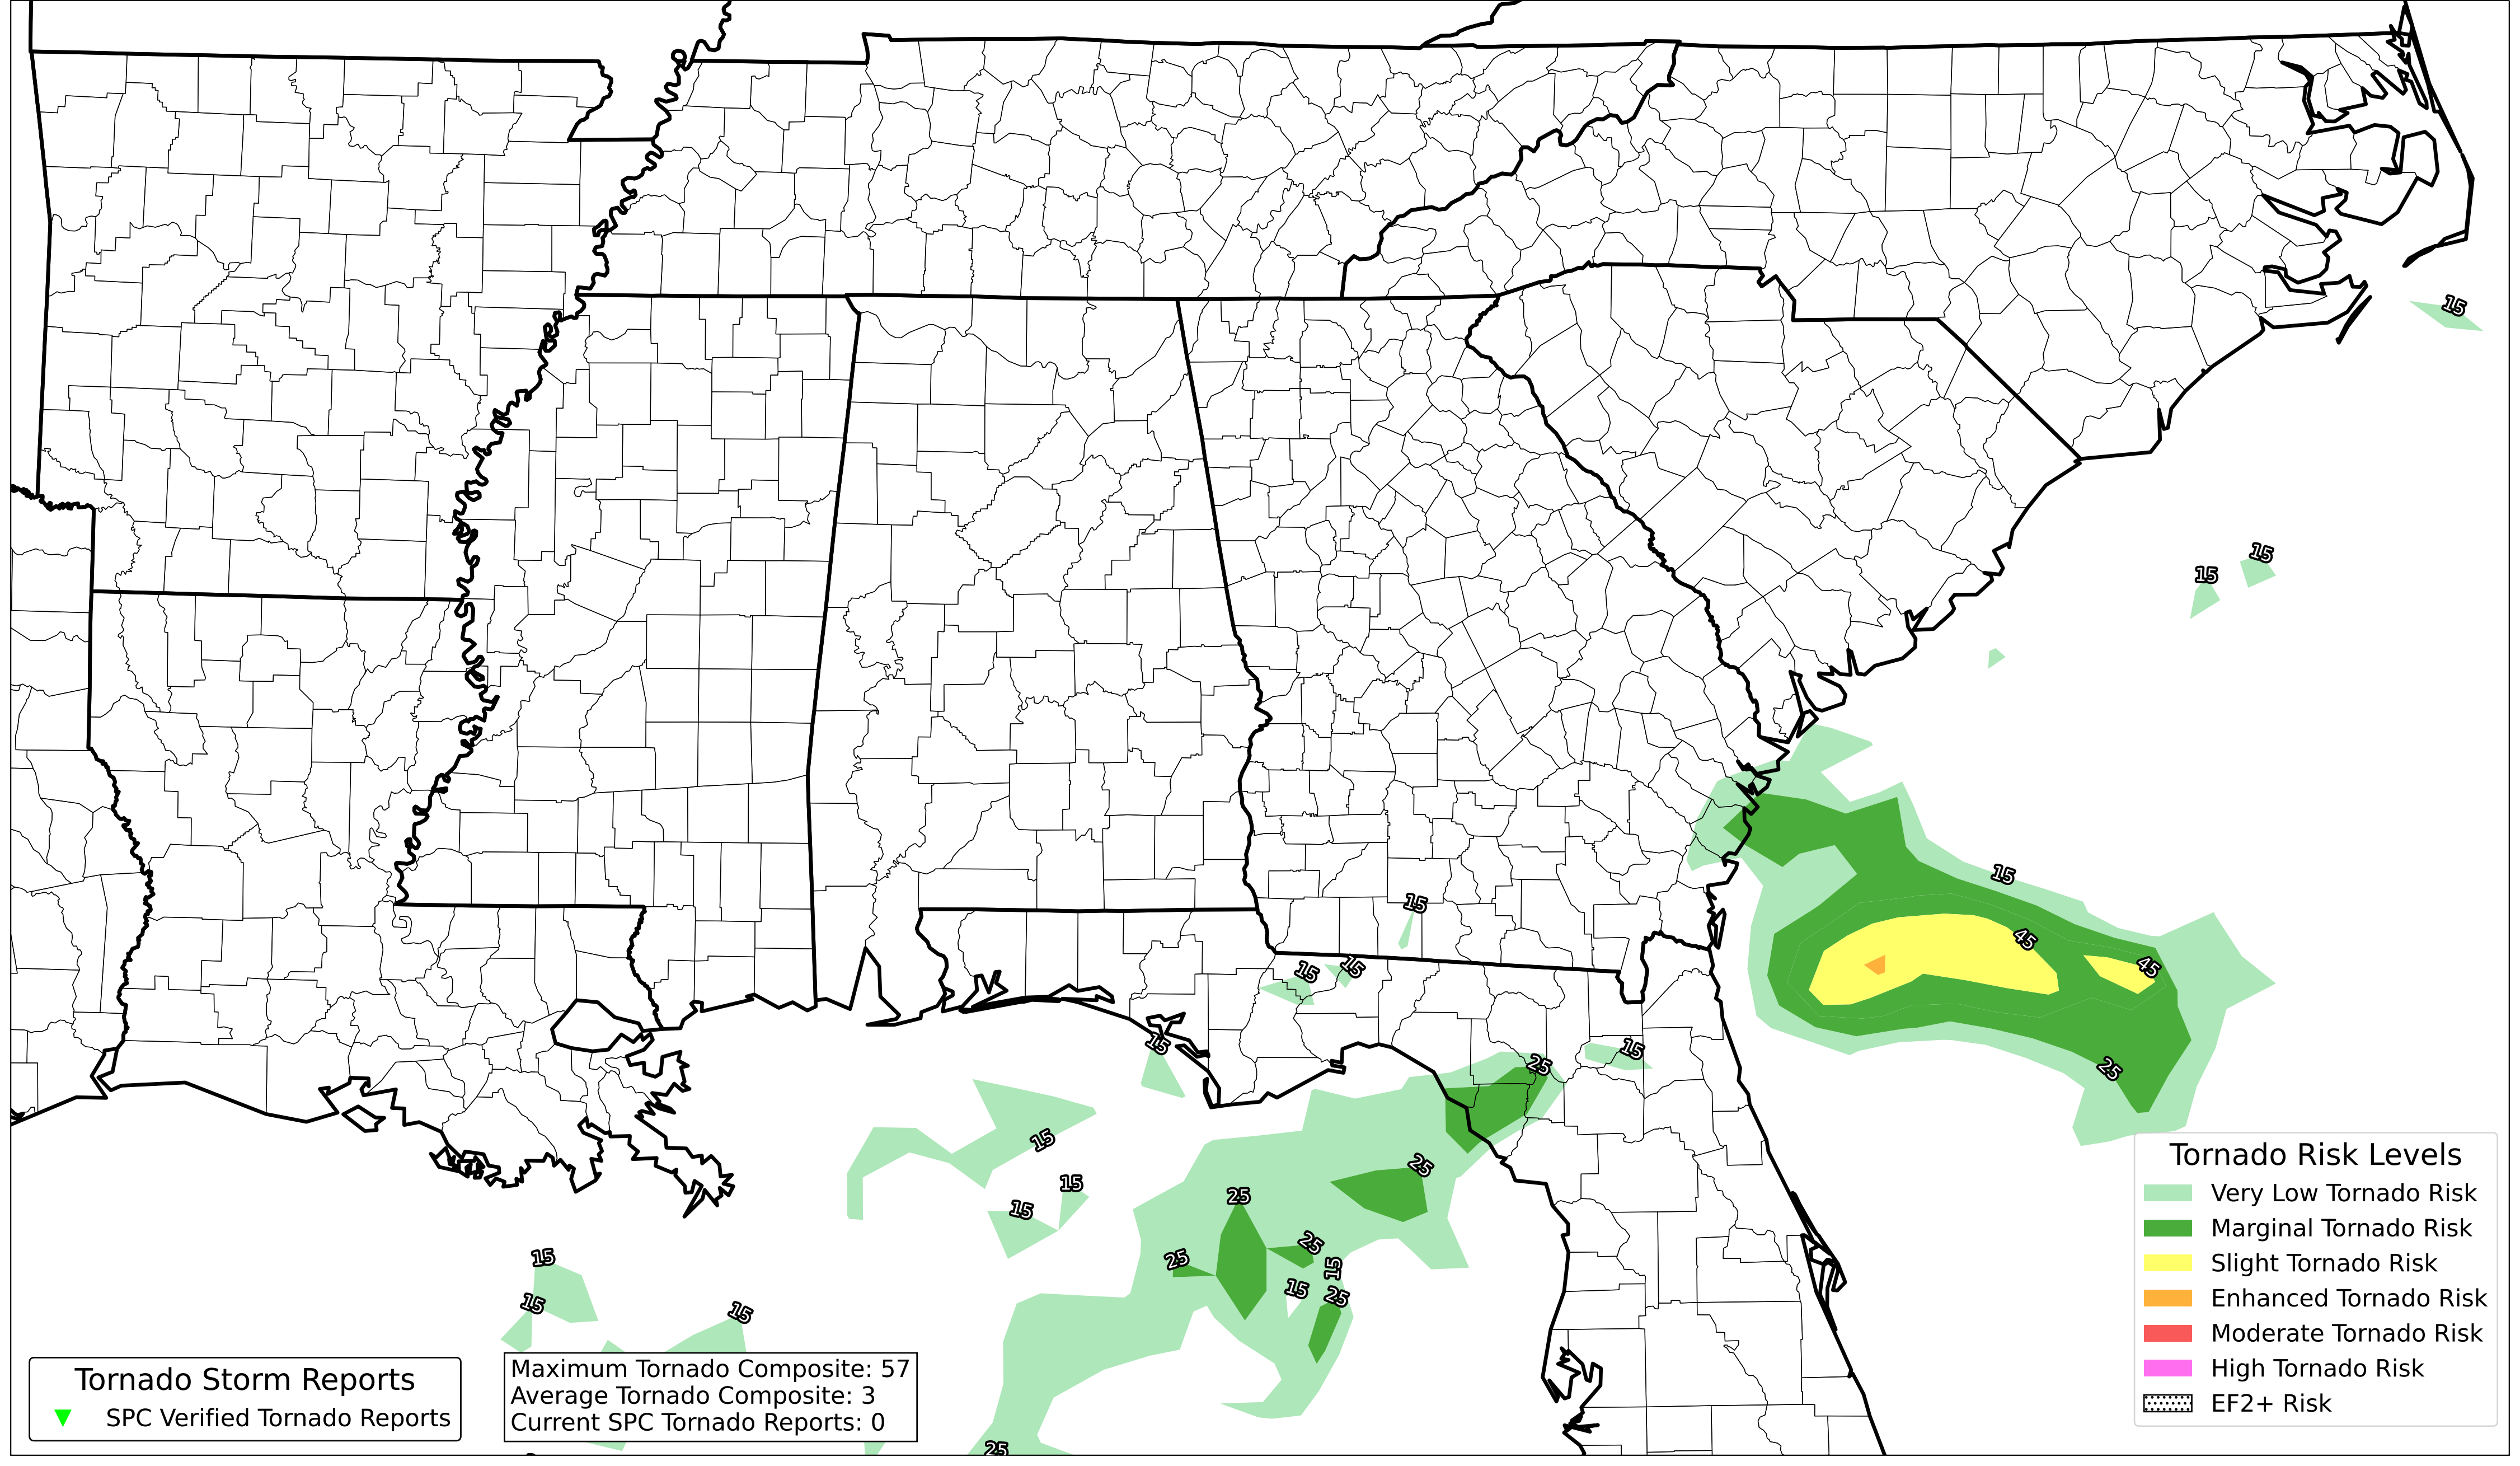 15
15
15
15
15
45
45
15
15
15
25
15
25
15
25
15
15
25
25
25
15
15
25
15
15
15
25
Tornado Risk Levels
Very Low Tornado Risk
Marginal Tornado Risk
Slight Tornado Risk
Enhanced Tornado Risk
Moderate Tornado Risk
High Tornado Risk
EF2+ Risk
Tornado Storm Reports
SPC Verified Tornado Reports
Maximum Tornado Composite: 57
Average Tornado Composite: 3
Current SPC Tornado Reports: 0